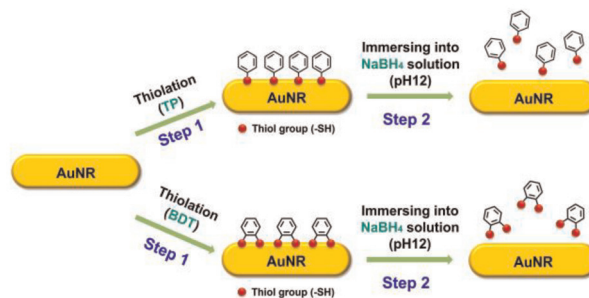 AuNR
Thiolation
(TP)
Step 1
AuNR
Thiol group (-SH)
Immersing into
NaBH₄ solution
(pH12)
Step 2
AuNR
Thiolation
(BDT)
Step 1
AuNR
Thiol group (-SH)
Immersing into
NaBH₄ solution
(pH12)
Step 2
AuNR